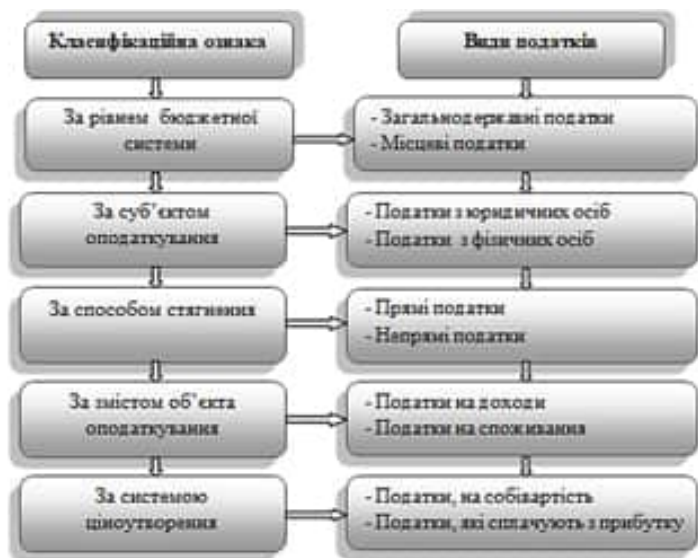 Класифікаційна ознака
Види податків
За рівнем бюджетної
системи
- Загальнодержавні податки
- Місцеві податки
За суб’єктом
оподаткування
- Податки з юридичних осіб
- Податки з фізичних осіб
За способом стягнення
- Прямі податки
- Непрямі податки
За змістом об’єкта
оподаткування
- Податки на доходи
- Податки на споживання
За системою
ціноутворення
- Податки, на собівартість
- Податки, які сплачують з прибутку